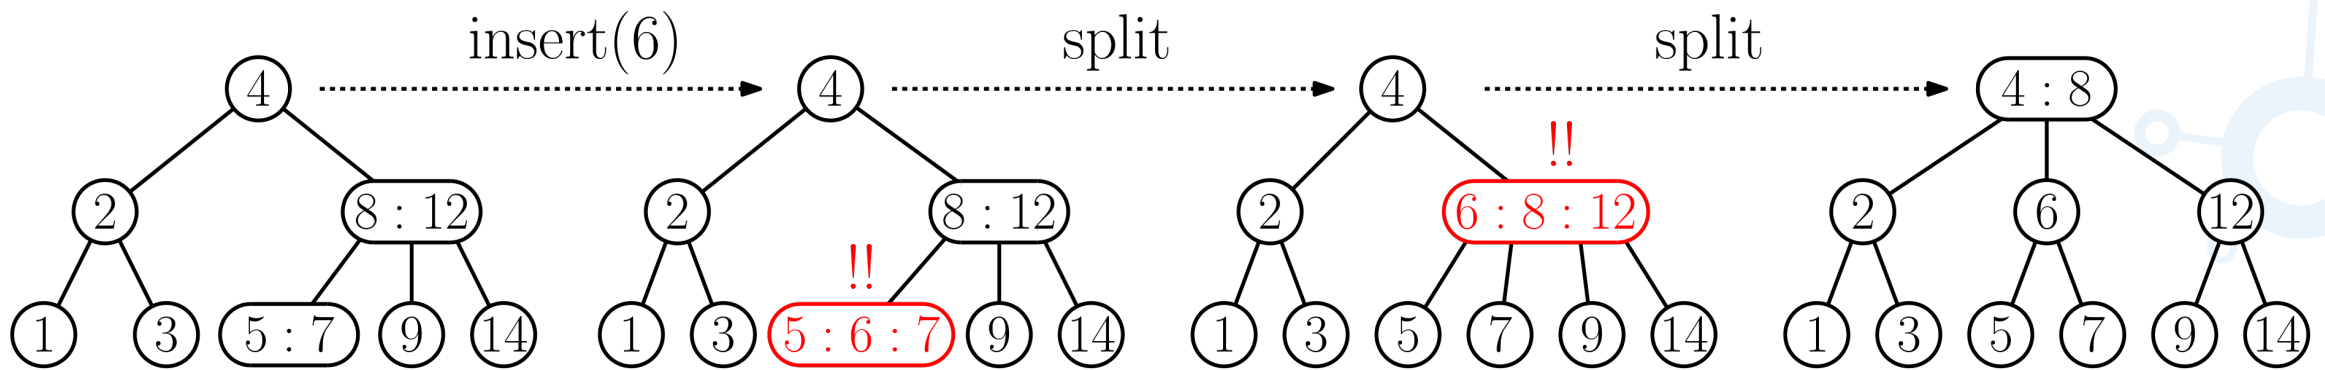 insert(6) split split
4 4 4 4 : 8
!!
2 8 : 12 2 8 : 12 2 6 : 8 : 12 2 6 12
!!
1 3 5 : 7 9 14 1 3 5 : 6 : 7 9 14 1 3 5 7 9 14 1 3 5 7 9 14